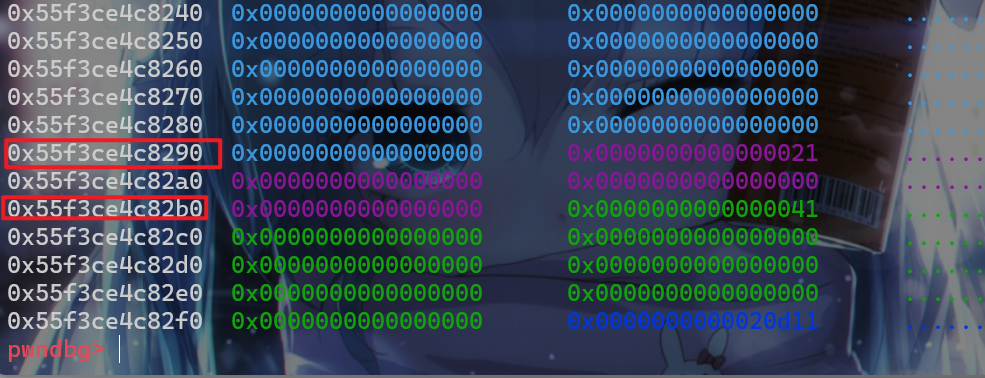 0x55f3ce4c8240 0x0000000000000000 0x0000000000000000 ......
0x55f3ce4c8250 0x0000000000000000 0x0000000000000000 ......
0x55f3ce4c8260 0x0000000000000000 0x0000000000000000 ......
0x55f3ce4c8270 0x0000000000000000 0x0000000000000000 ......
0x55f3ce4c8280 0x0000000000000000 0x0000000000000000 ......
0x55f3ce4c8290 0x0000000000000000 0x0000000000000021 ......
0x55f3ce4c82a0 0x0000000000000000 0x0000000000000000 ......
0x55f3ce4c82b0 0x0000000000000000 0x0000000000000041 ......
0x55f3ce4c82c0 0x0000000000000000 0x0000000000000000 ......
0x55f3ce4c82d0 0x0000000000000000 0x0000000000000000 ......
0x55f3ce4c82e0 0x0000000000000000 0x0000000000000000 ......
0x55f3ce4c82f0 0x0000000000000000 0x0000000000020d11 ......
pwndbg>